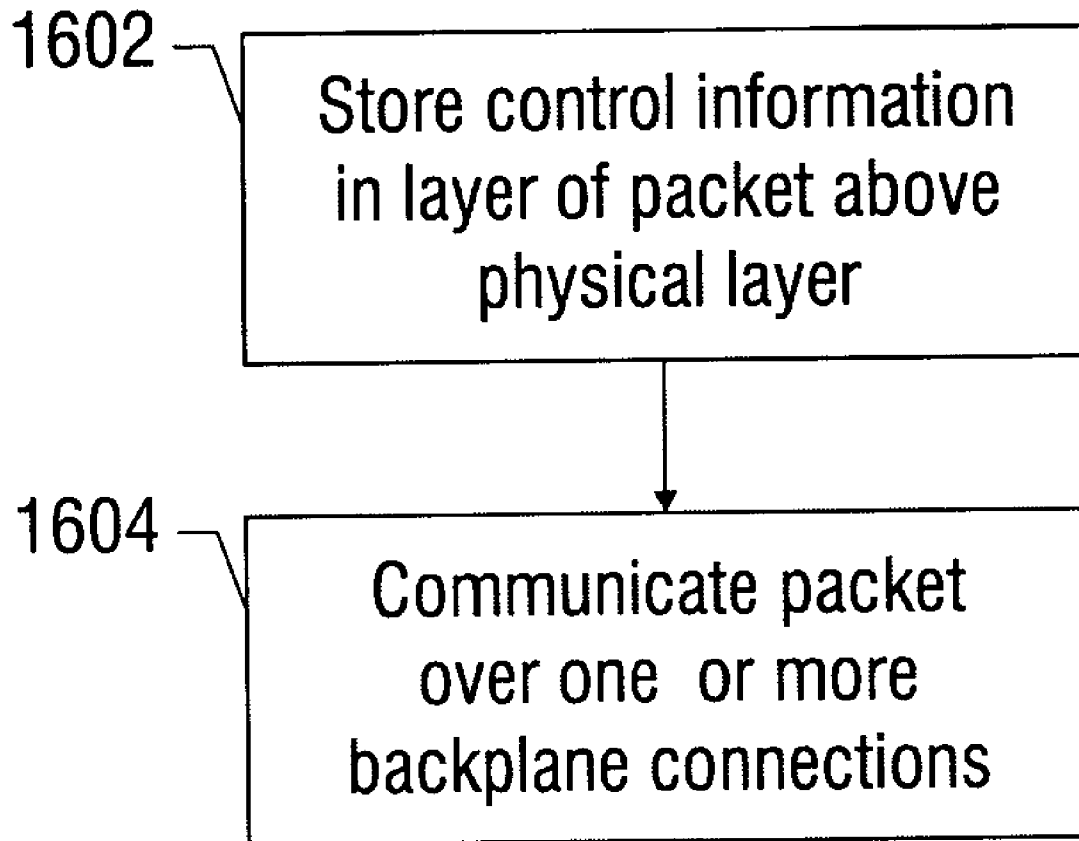 1602
Store control information
in layer of packet above
physical layer
1604
Communicate packet
over one or more
backplane connections